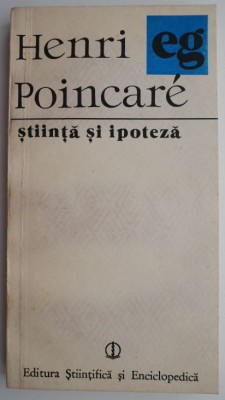 Henri eg
Poincaré
știință și ipoteză
Editura Științifică și Enciclopedică